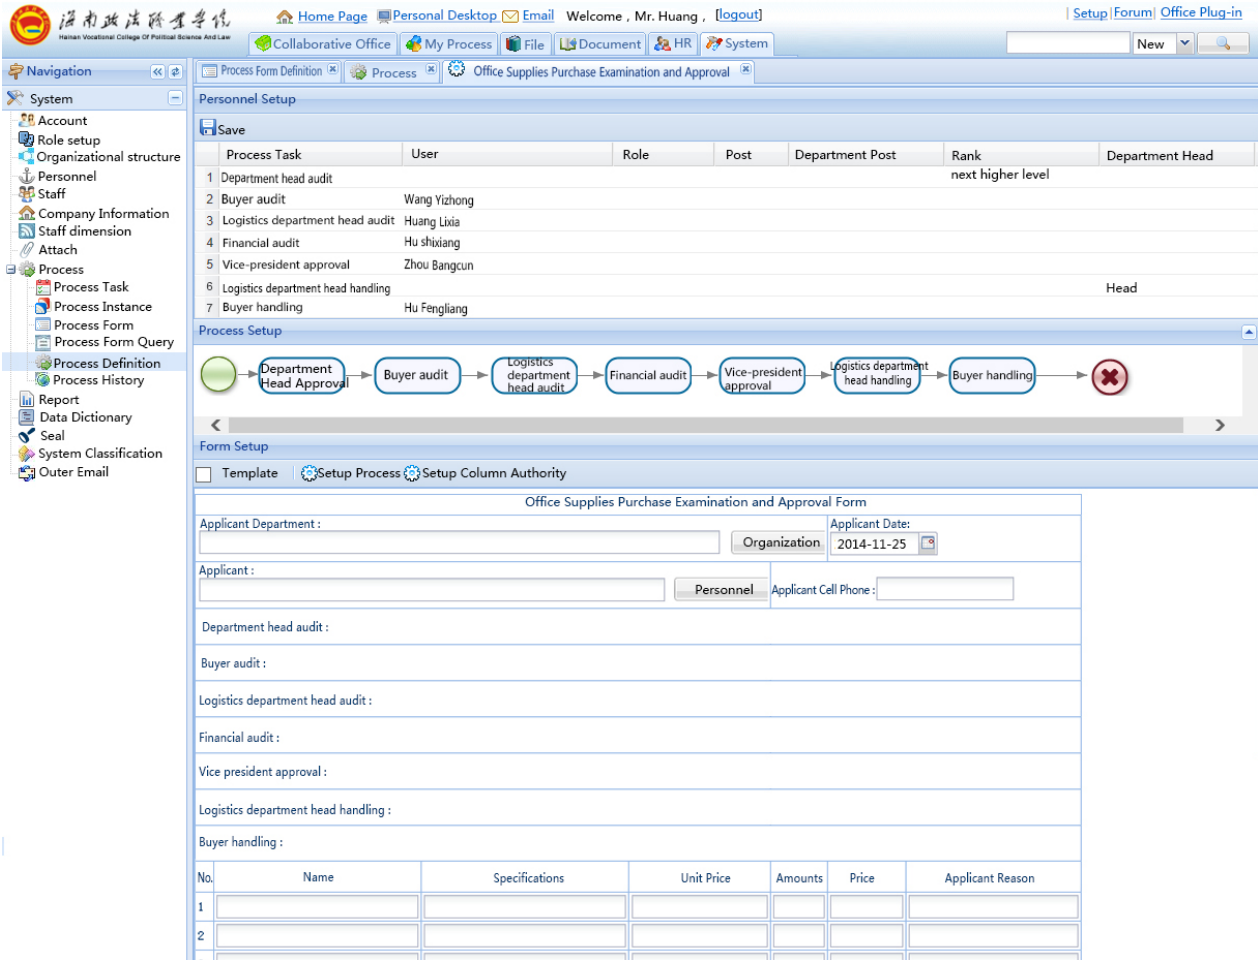 海南政法职业学院
Hainan Vocational College Of Political Science And Law
Home Page Personal Desktop Email Welcome , Mr. Huang , [logout]
| Setup|Forum| Office Plug-in
Collaborative Office My Process File Document HR System
New
Navigation
Process Form Definition Process Office Supplies Purchase Examination and Approval
System
Account
Role setup
Organizational structure
Personnel
Staff
Company Information
Staff dimension
Attach
Process
Process Task
Process Instance
Process Form
Process Form Query
Process Definition
Process History
Report
Data Dictionary
Seal
System Classification
Outer Email
Personnel Setup
Save
Process Task User Role Post Department Post Rank Department Head
1 Department head audit next higher level
2 Buyer audit Wang Yizhong
3 Logistics department head audit Huang Lixia
4 Financial audit Hu shixiang
5 Vice-president approval Zhou Bangcun
6 Logistics department head handling Head
7 Buyer handling Hu Fengliang
Process Setup
Department
Head Approval
Buyer audit
Logistics
department
head audit
Financial audit
Vice-president
approval
Logistics department
head handling
Buyer handling
Form Setup
Template Setup Process Setup Column Authority
Office Supplies Purchase Examination and Approval Form
Applicant Department :
Organization
Applicant Date:
2014-11-25
Applicant :
Personnel
Applicant Cell Phone :
Department head audit :
Buyer audit :
Logistics department head audit :
Financial audit :
Vice president approval :
Logistics department head handling :
Buyer handling :
No. Name Specifications Unit Price Amounts Price Applicant Reason
1
2